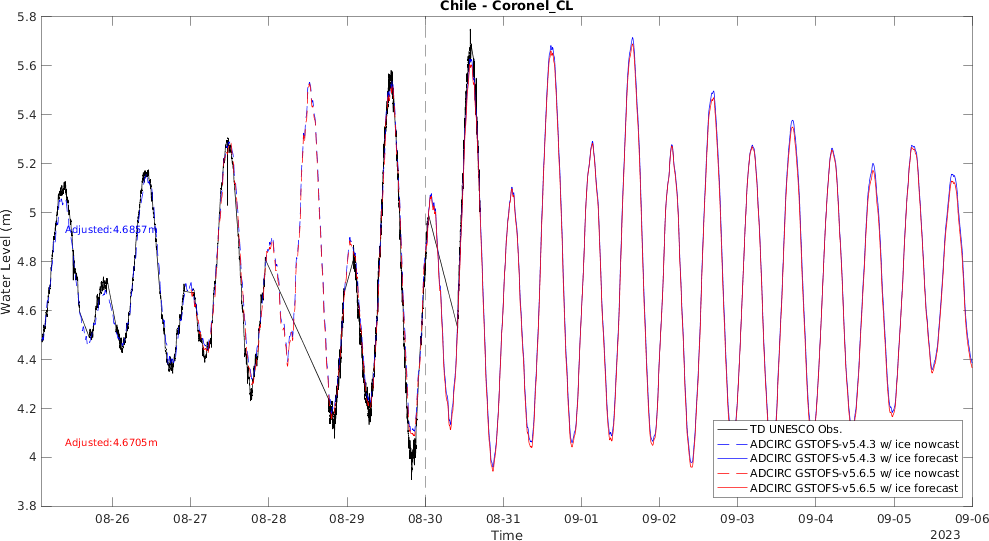 Chile - Coronel_CL
5.8
5.6
5.4
5.2
5
4.8
4.6
4.4
4.2
4
3.8
Water Level (m)
Adjusted:4.6857m
Adjusted:4.6705m
TD UNESCO Obs.
ADCIRC GSTOFS-v5.4.3 w/ ice nowcast
ADCIRC GSTOFS-v5.4.3 w/ ice forecast
ADCIRC GSTOFS-v5.6.5 w/ ice nowcast
ADCIRC GSTOFS-v5.6.5 w/ ice forecast
08-26 08-27 08-28 08-29 08-30 08-31 09-01 09-02 09-03 09-04 09-05 09-06
Time
2023